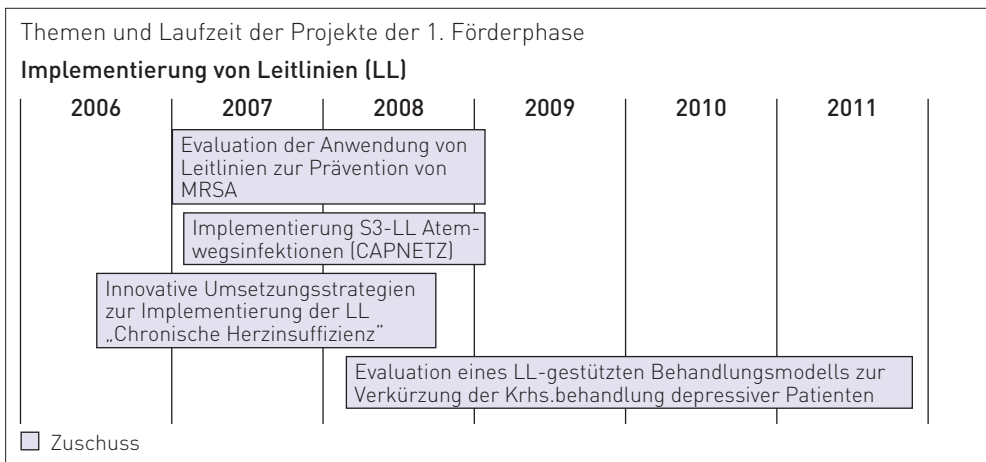 Themen und Laufzeit der Projekte der 1. Förderphase
Implementierung von Leitlinien (LL)
2006 2007 2008 2009 2010 2011
Evaluation der Anwendung von
Leitlinien zur Prävention von
MRSA
Implementierung S3-LL Atem-
wegsinfektionen (CAPNETZ)
Innovative Umsetzungsstrategien
zur Implementierung der LL
„Chronische Herzinsuffizienz“
Evaluation eines LL-gestützten Behandlungsmodells zur
Verkürzung der Krhs.behandlung depressiver Patienten
Zuschuss